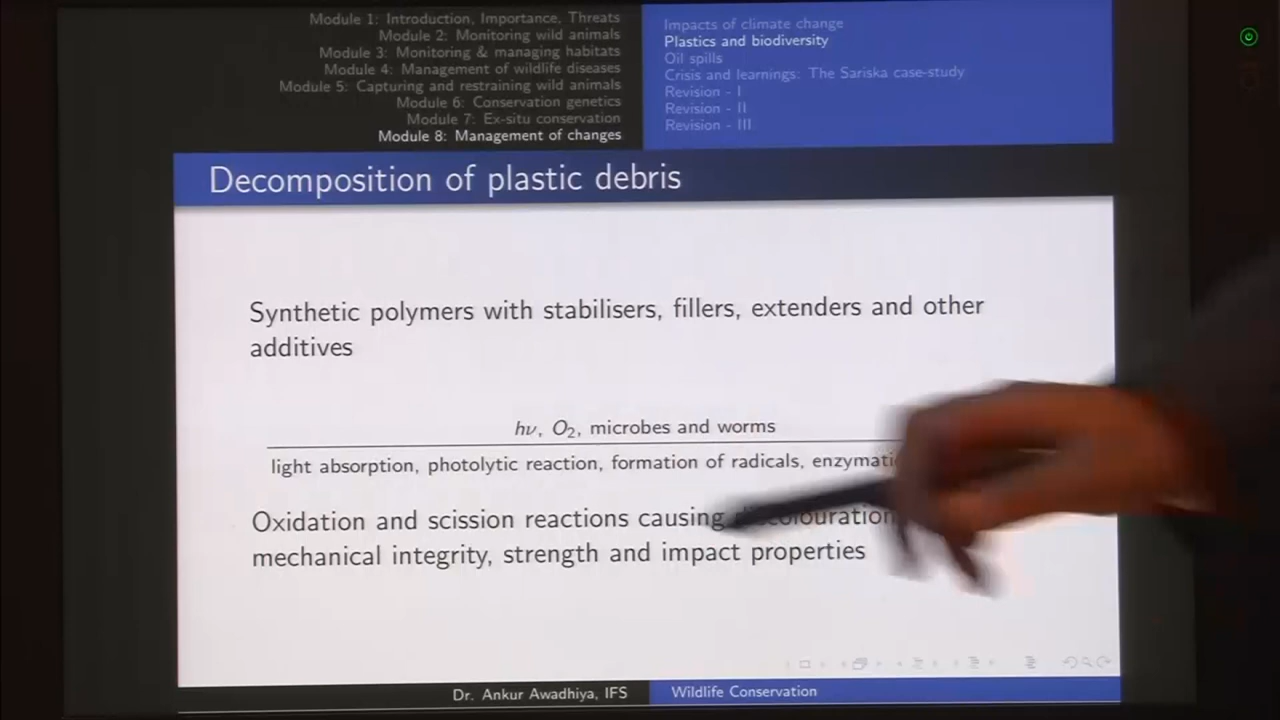 Module 1: Introduction, Importance, Threats
Module 2: Monitoring wild animals
Module 3: Monitoring & managing habitats
Module 4: Management of wildlife diseases
Module 5: Capturing and restraining wild animals
Module 6: Conservation genetics
Module 7: Ex-situ conservation
Module 8: Management of changes
Impacts of climate change
Plastics and biodiversity
Oil spills
Crisis and learnings: The Sariska case-study
Revision - I
Revision - II
Revision - III
Decomposition of plastic debris
Synthetic polymers with stabilisers, fillers, extenders and other
additives
hν, O₂, microbes and worms
light absorption, photolytic reaction, formation of radicals,
Oxidation and scission reactions causing
mechanical integrity, strength and impact properties
Dr. Ankur Awadhiya, IFS
Wildlife Conservation